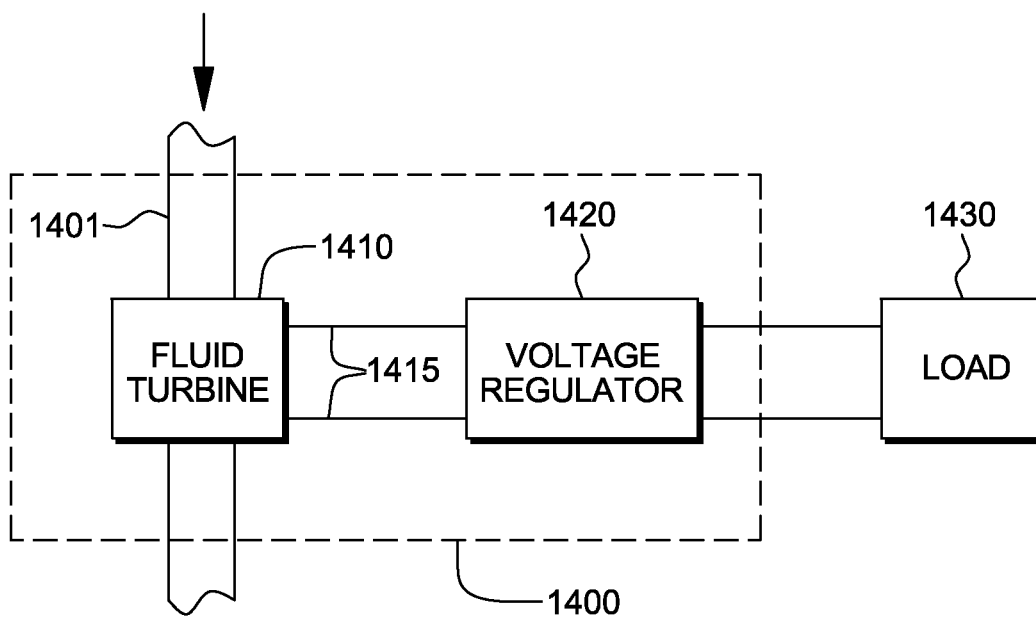 1401
1410
1420
1430
FLUID
TURBINE
1415
VOLTAGE
REGULATOR
LOAD
1400